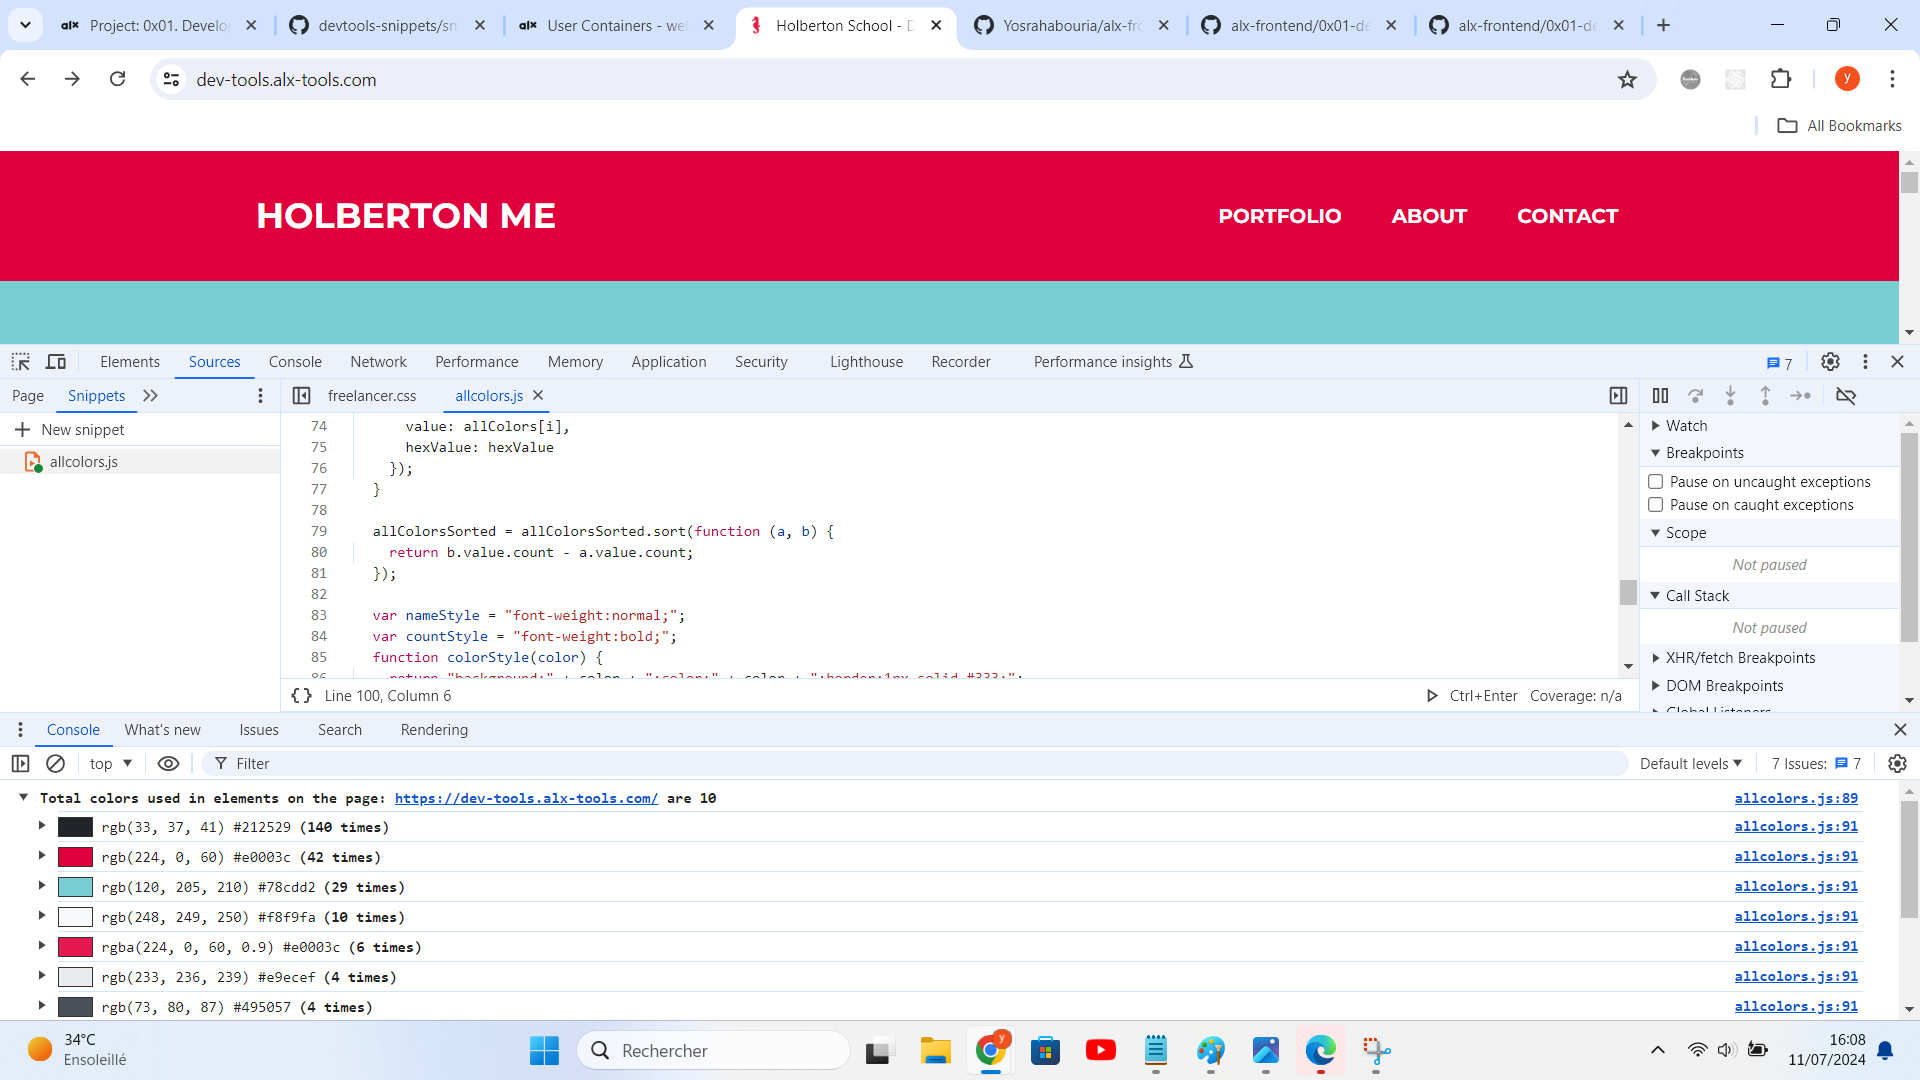 Project: 0x01. Develo
devtools-snippets/sn
User Containers - we
Holberton School - D
Yosrahabouria/alx-fr
alx-frontend/0x01-de
alx-frontend/0x01-de
dev-tools.alx-tools.com
y
All Bookmarks
HOLBERTON ME
PORTFOLIO
ABOUT
CONTACT
Elements
Sources
Console
Network
Performance
Memory
Application
Security
Lighthouse
Recorder
Performance insights
7
Page
Snippets
freelancer.css
allcolors.js
New snippet
allcolors.js
74 value: allColors[i],
75 hexValue: hexValue
76 });
77 }
78
79 allColorsSorted = allColorsSorted.sort(function (a, b) {
80 return b.value.count - a.value.count;
81 });
82
83 var nameStyle = "font-weight:normal;";
84 var countStyle = "font-weight:bold;";
85 function colorStyle(color) {
86 return "background:" + color + ";color:" + color + ";border:1px solid #333;";
{ } Line 100, Column 6
Ctrl+Enter
Coverage: n/a
Watch
Breakpoints
Pause on uncaught exceptions
Pause on caught exceptions
Scope
Not paused
Call Stack
Not paused
XHR/fetch Breakpoints
DOM Breakpoints
Global Listeners
Console
What's new
Issues
Search
Rendering
top
Filter
Default levels
7 Issues:
7
Total colors used in elements on the page: https://dev-tools.alx-tools.com/ are 10 allcolors.js:89
rgb(33, 37, 41) #212529 (140 times) allcolors.js:91
rgb(224, 0, 60) #e0003c (42 times) allcolors.js:91
rgb(120, 205, 210) #78cdd2 (29 times) allcolors.js:91
rgb(248, 249, 250) #f8f9fa (10 times) allcolors.js:91
rgba(224, 0, 60, 0.9) #e0003c (6 times) allcolors.js:91
rgb(233, 236, 239) #e9ecef (4 times) allcolors.js:91
rgb(73, 80, 87) #495057 (4 times) allcolors.js:91
34°C
Ensoleillé
Rechercher
y
16:08
11/07/2024